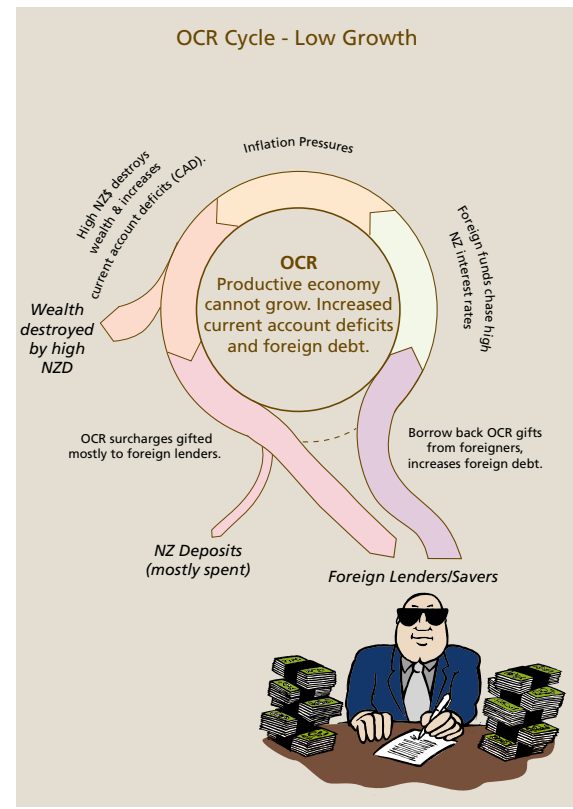 OCR Cycle - Low Growth
Inflation Pressures
High NZ$ destroys
wealth & increases
current account deficits (CAD).
Foreign funds chase high
NZ interest rates
OCR
Productive economy
cannot grow. Increased
current account deficits
and foreign debt.
Wealth
destroyed
by high
NZD
OCR surcharges gifted
mostly to foreign lenders.
Borrow back OCR gifts
from foreigners,
increases foreign debt.
NZ Deposits
(mostly spent)
Foreign Lenders/Savers